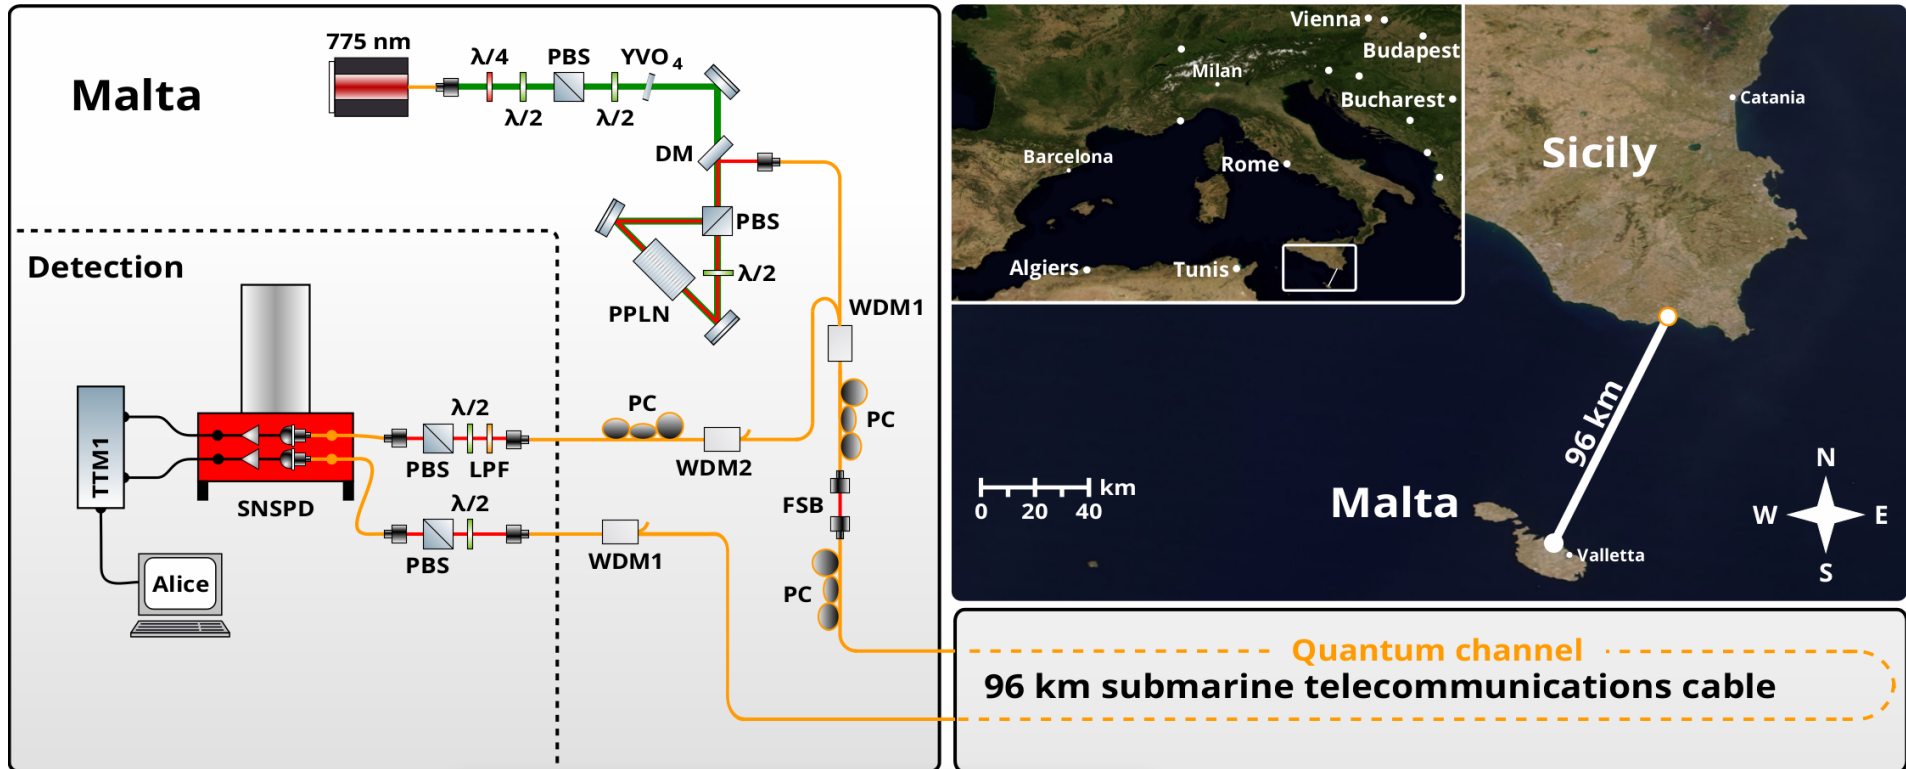 775 nm
Malta
λ/4
PBS
YVO4
λ/2
λ/2
DM
PBS
λ/2
PPLN
Detection
WDM1
PC
λ/2
PC
TTM1
PBS
LPF
WDM2
SNSPD
λ/2
FSB
PBS
WDM1
PC
Alice
Vienna
Budapest
Milan
Bucharest
Barcelona
Rome
Algiers
Tunis
Catania
Sicily
96 km
km
0 20 40
Malta
Valletta
N
W E
S
Quantum channel
96 km submarine telecommunications cable